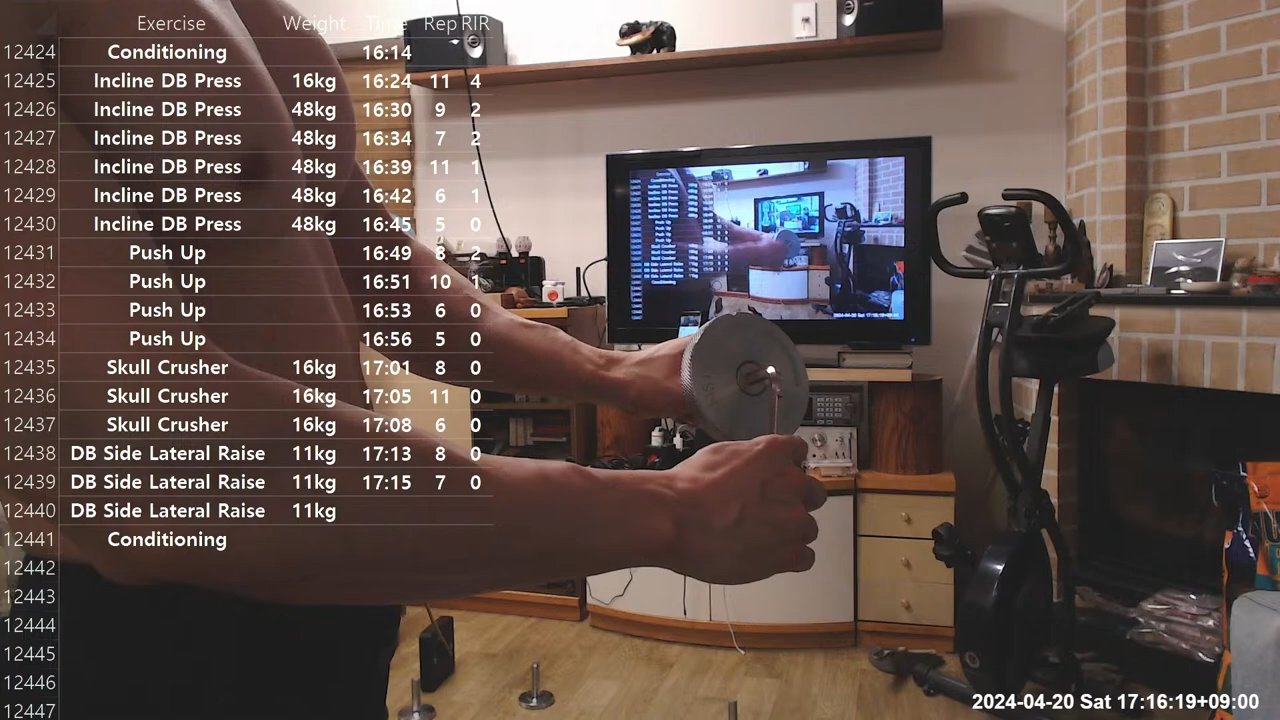 Exercise Weight Time Rep RIR
12424 Conditioning 16:14
12425 Incline DB Press 16kg 16:24 11 4
12426 Incline DB Press 48kg 16:30 9 2
12427 Incline DB Press 48kg 16:34 7 2
12428 Incline DB Press 48kg 16:39 11 1
12429 Incline DB Press 48kg 16:42 6 1
12430 Incline DB Press 48kg 16:45 5 0
12431 Push Up 16:49 8 2
12432 Push Up 16:51 10 1
12433 Push Up 16:53 6 0
12434 Push Up 16:56 5 0
12435 Skull Crusher 16kg 17:01 8 0
12436 Skull Crusher 16kg 17:05 11 0
12437 Skull Crusher 16kg 17:08 6 0
12438 DB Side Lateral Raise 11kg 17:13 8 0
12439 DB Side Lateral Raise 11kg 17:15 7 0
12440 DB Side Lateral Raise 11kg
12441 Conditioning
12442
12443
12444
12445
12446
12447
2024-04-20 Sat 17:16:19+09:00